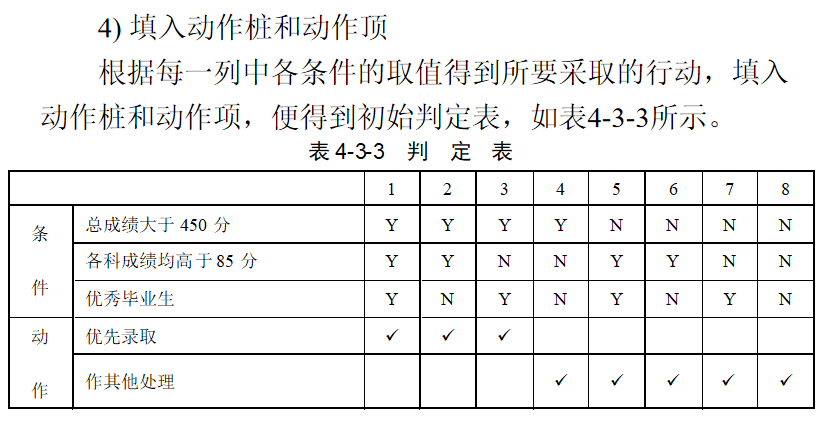 4) 填入动作桩和动作顶
根据每一列中各条件的取值得到所要采取的行动，填入
动作桩和动作项，便得到初始判定表，如表4-3-3所示。
表 4-3-3 判 定 表
1 2 3 4 5 6 7 8
条件
总成绩大于 450 分 Y Y Y Y N N N N
各科成绩均高于 85 分 Y Y N N Y Y N N
优秀毕业生 Y N Y N Y N Y N
动作
优先录取 ✓ ✓ ✓
作其他处理 ✓ ✓ ✓ ✓ ✓